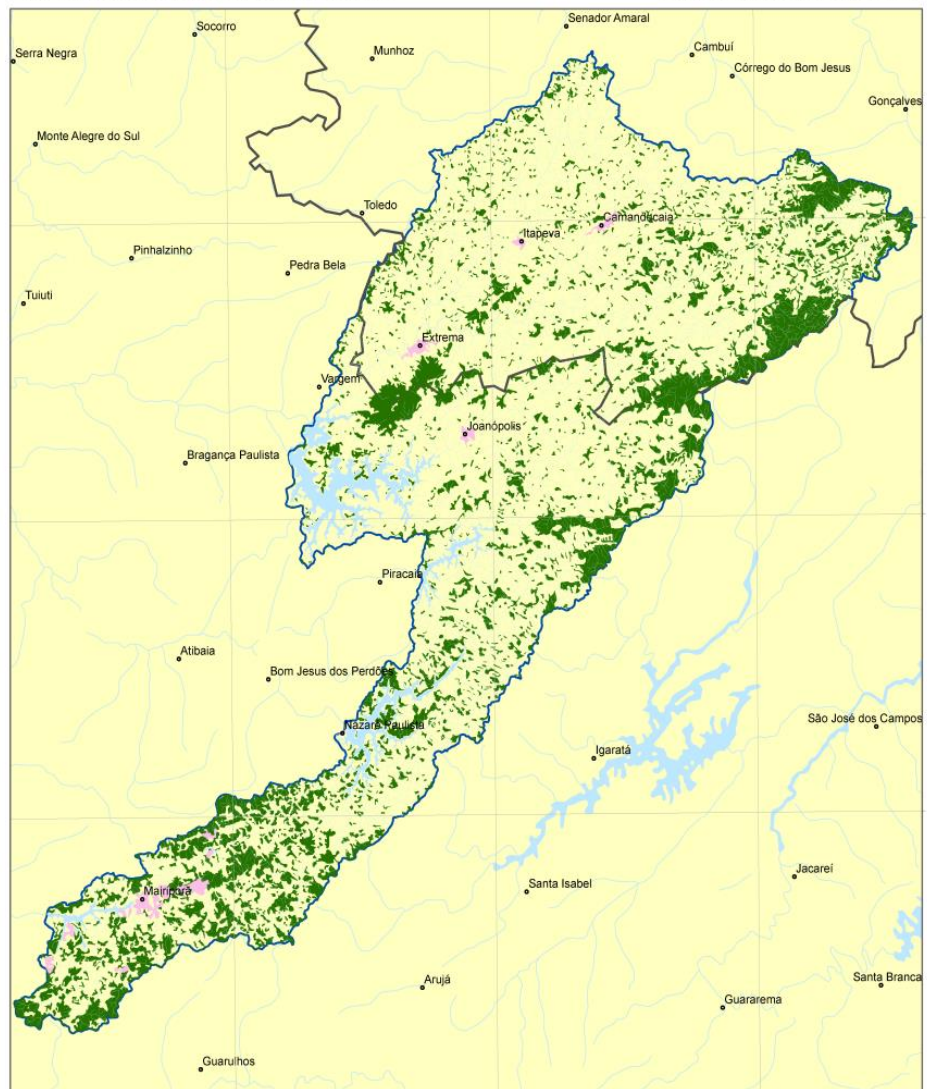 Senador Amaral
Socorro
Munhoz
Cambuí
Serra Negra
Córrego do Bom Jesus
Gonçalves
Monte Alegre do Sul
Toledo
Camanducaia
Itapeva
Pinhalzinho
Pedra Bela
Tuiuti
Extrema
Vargem
Joanópolis
Bragança Paulista
Piracaia
Atibaia
Bom Jesus dos Perdões
São José dos Campos
Nazaré Paulista
Igaratá
Jacareí
Mairiporã
Santa Isabel
Santa Branca
Arujá
Guararema
Guarulhos